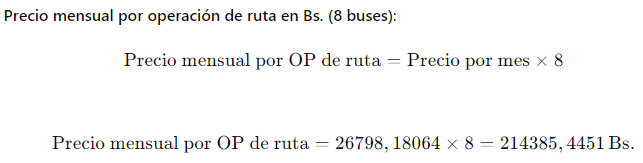 Precio mensual por operación de ruta en Bs. (8 buses):
Precio mensual por OP de ruta = Precio por mes × 8
Precio mensual por OP de ruta = 26798, 18064 × 8 = 214385, 4451 Bs.